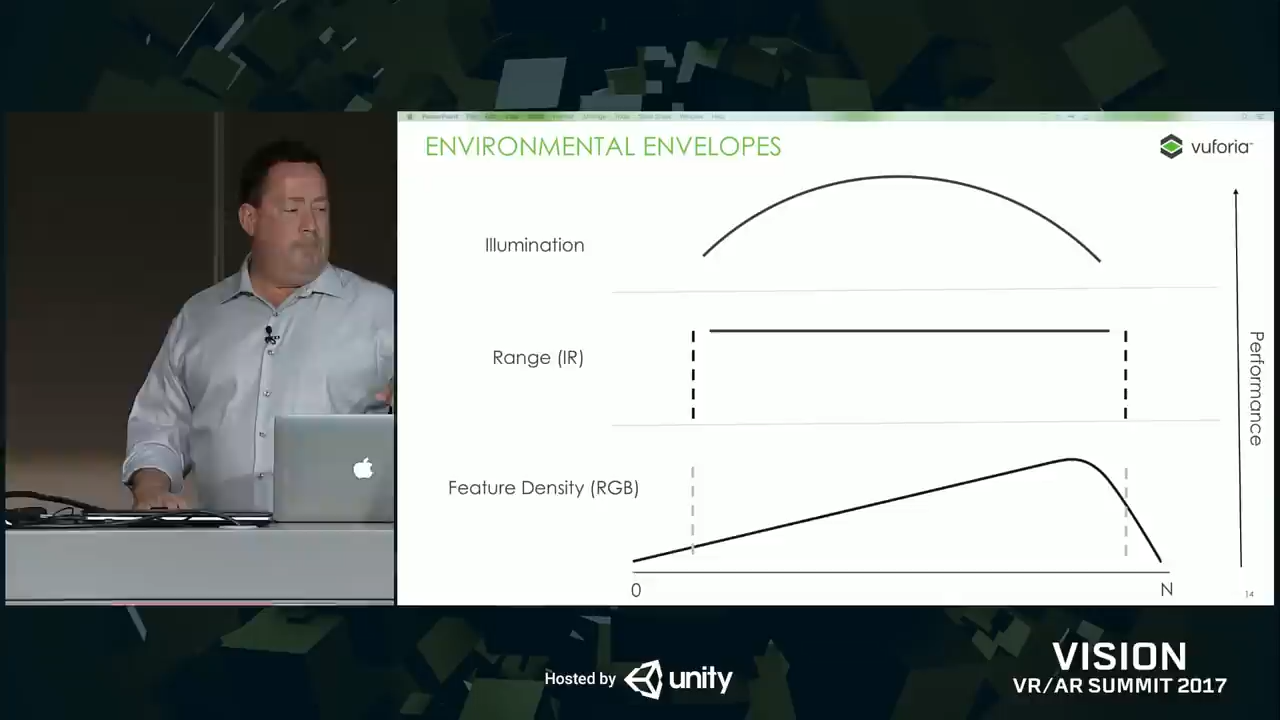 ENVIRONMENTAL ENVELOPES
vuforia
Illumination
Range (IR)
Feature Density (RGB)
Performance
0
N
14
Hosted by unity
VISION
VR/AR SUMMIT 2017